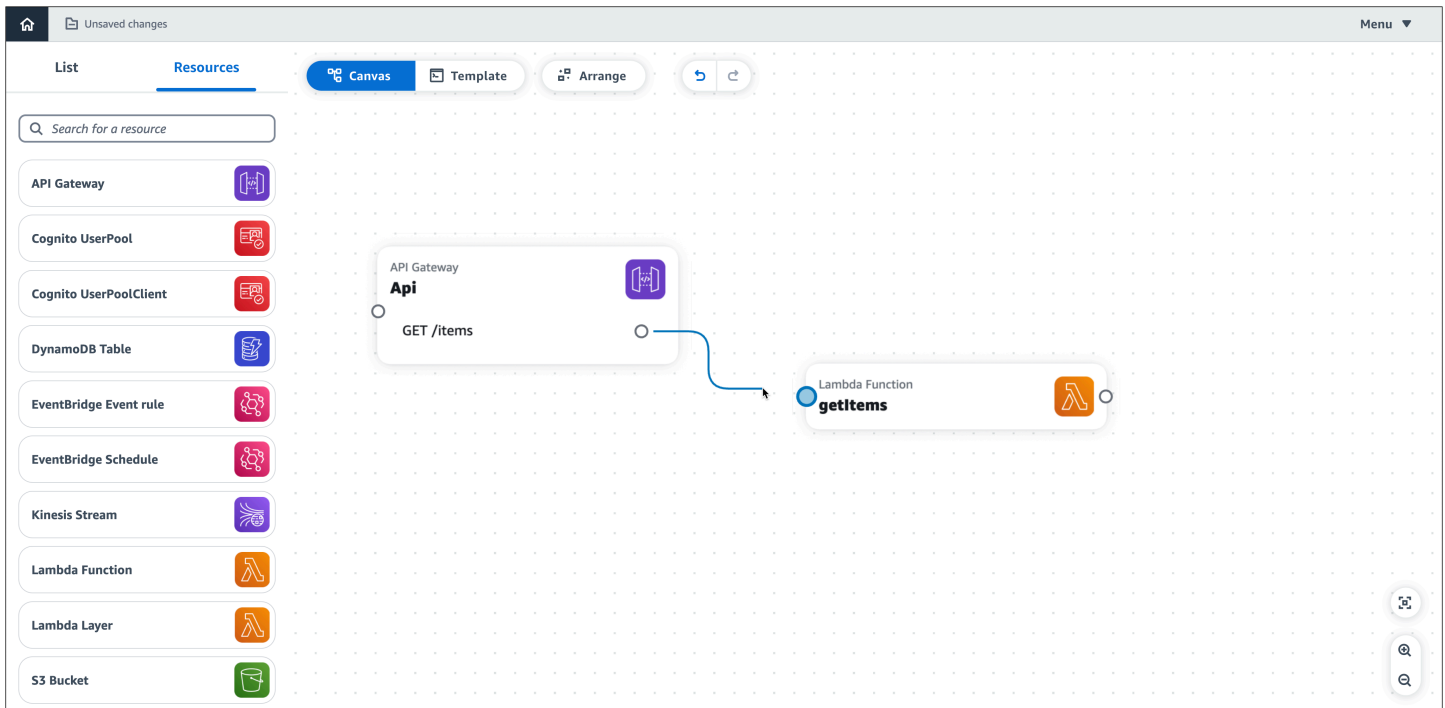 Unsaved changes
Menu
List
Resources
Canvas
Template
Arrange
Search for a resource
API Gateway
Cognito UserPool
Cognito UserPoolClient
DynamoDB Table
EventBridge Event rule
EventBridge Schedule
Kinesis Stream
Lambda Function
Lambda Layer
S3 Bucket
API Gateway
Api
GET /items
Lambda Function
getItems